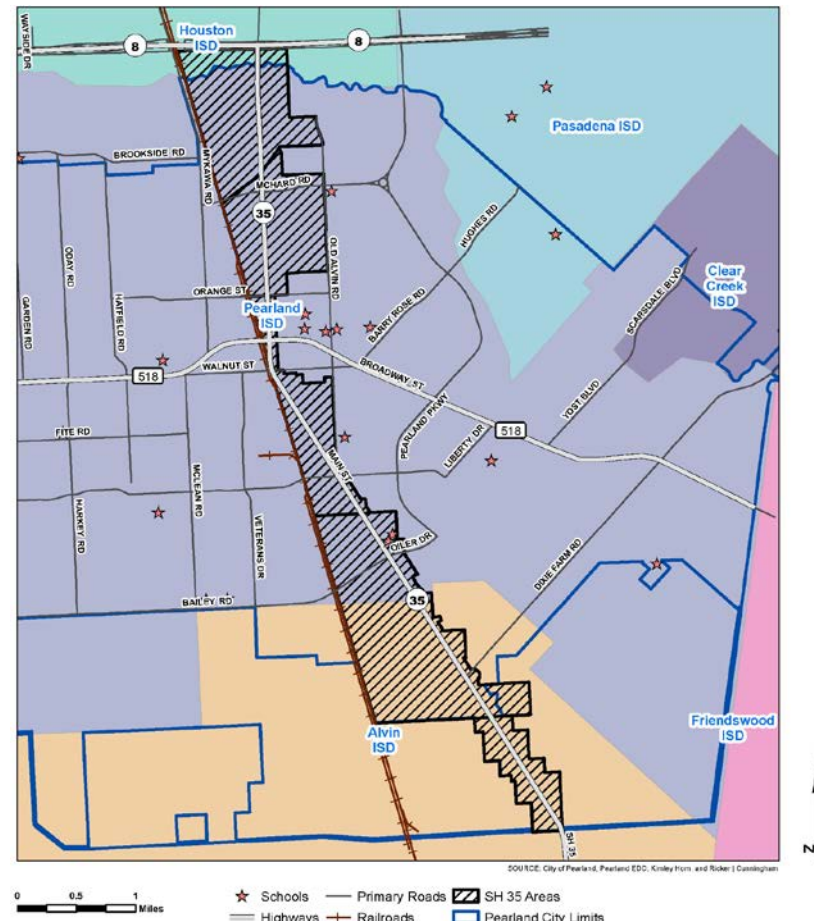 WAYSIDE DR
Houston
ISD
8
8
Pasadena ISD
BROOKSIDE RD
MYKAWA RD
MCHARD RD
35
HUGHES RD
ODAY RD
OLD ALVIN RD
SCARSDALE BLVD
Clear
Creek
ISD
GARDEN RD
HATFIELD RD
ORANGE ST
Pearland
ISD
BARRY ROSE RD
WALNUT ST
518
BROADWAY ST
YOST BLVD
PEARLAND PKWY
FITE RD
LIBERTY DR
518
MAIN ST
MCLEAN RD
HARKEY RD
VETERANS DR
OILER DR
DIXIE FARM RD
BAILEY RD
35
Friendswood
ISD
Alvin
ISD
SH 35
SOURCE: City of Pearland, Pearland EDC, Kimley Horn and Ricker | Cunningham
0 0.5 1
Miles
Schools Primary Roads SH 35 Areas
Highways Railroads Pearland City Limits
z